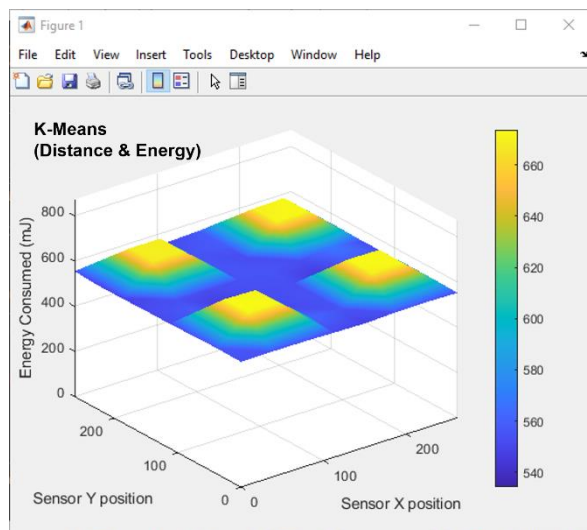 Figure 1
File Edit View Insert Tools Desktop Window Help
K-Means
(Distance & Energy)
Energy Consumed (mJ)
800
600
400
200
0
200
100
0
Sensor Y position
0
100
200
Sensor X position
660
640
620
600
580
560
540